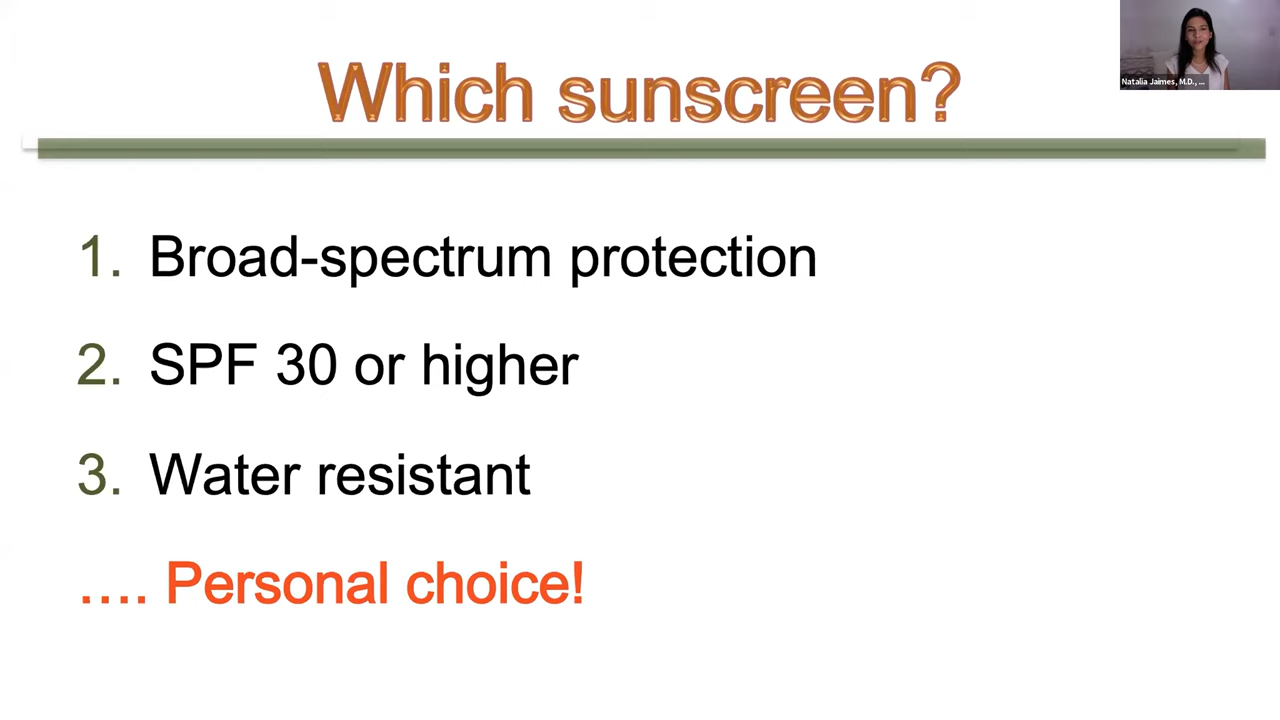 Which sunscreen?
Natalia Jaimes, M.D., ...
1. Broad-spectrum protection
2. SPF 30 or higher
3. Water resistant
.... Personal choice!